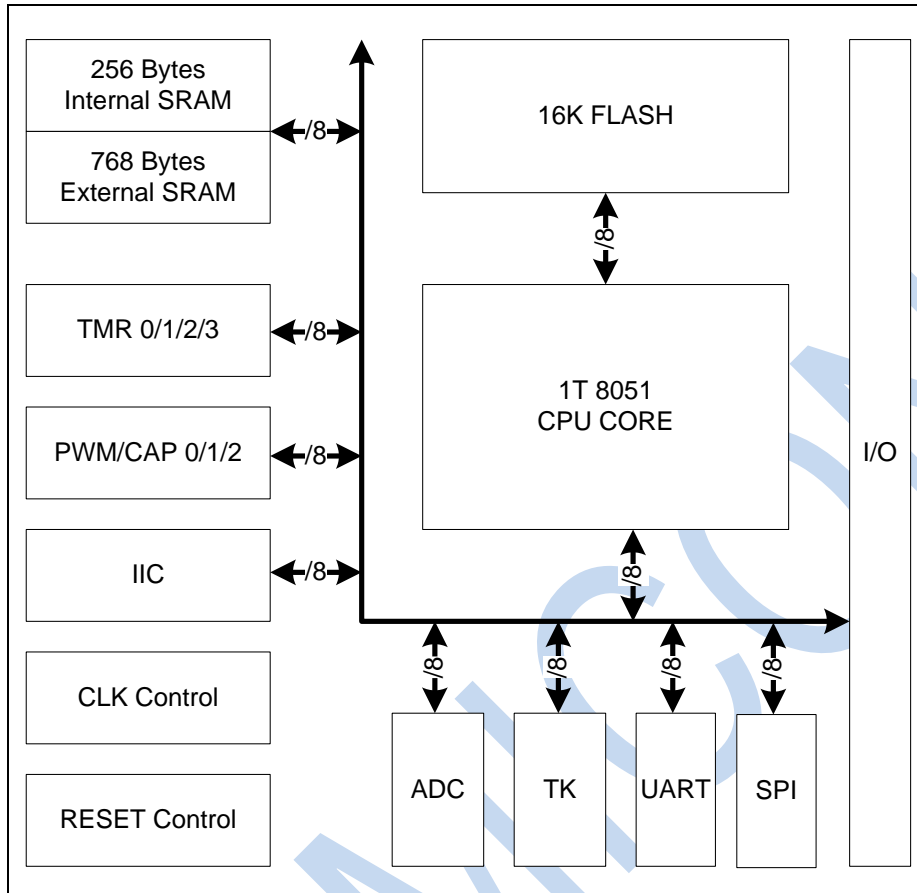 256 Bytes
Internal SRAM
768 Bytes
External SRAM
/8
16K FLASH
/8
TMR 0/1/2/3
/8
1T 8051
CPU CORE
PWM/CAP 0/1/2
/8
I/O
IIC
/8
/8
CLK Control
/8
/8
/8
/8
RESET Control
ADC
TK
UART
SPI